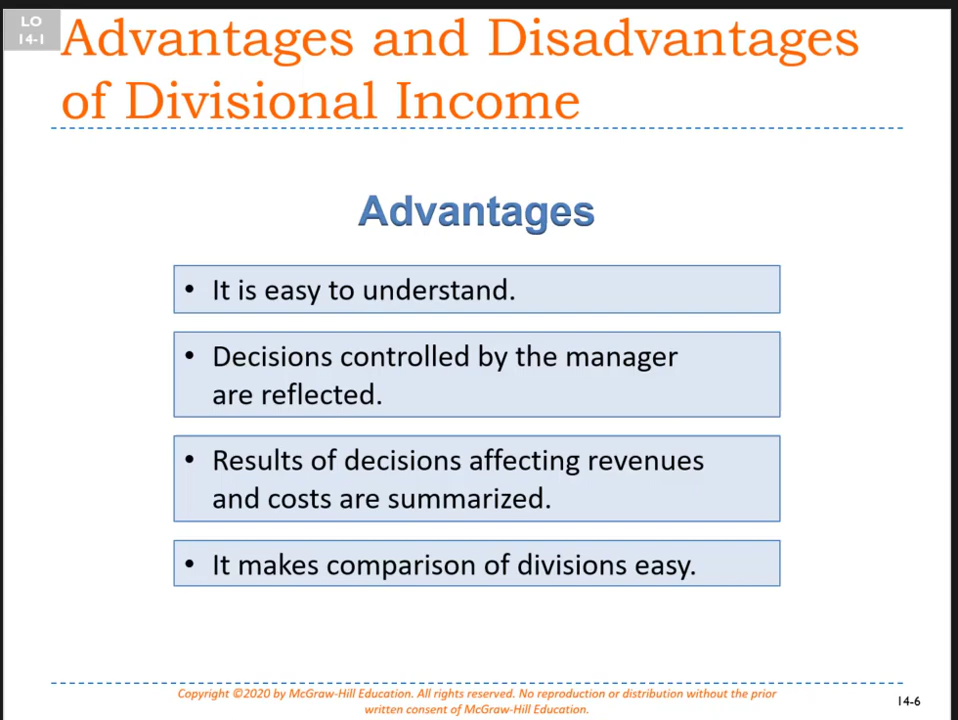 LO
14-1
Advantages and Disadvantages
of Divisional Income
Advantages
• It is easy to understand.
• Decisions controlled by the manager
are reflected.
• Results of decisions affecting revenues
and costs are summarized.
• It makes comparison of divisions easy.
Copyright ©2020 by McGraw-Hill Education. All rights reserved. No reproduction or distribution without the prior
written consent of McGraw-Hill Education.
14-6